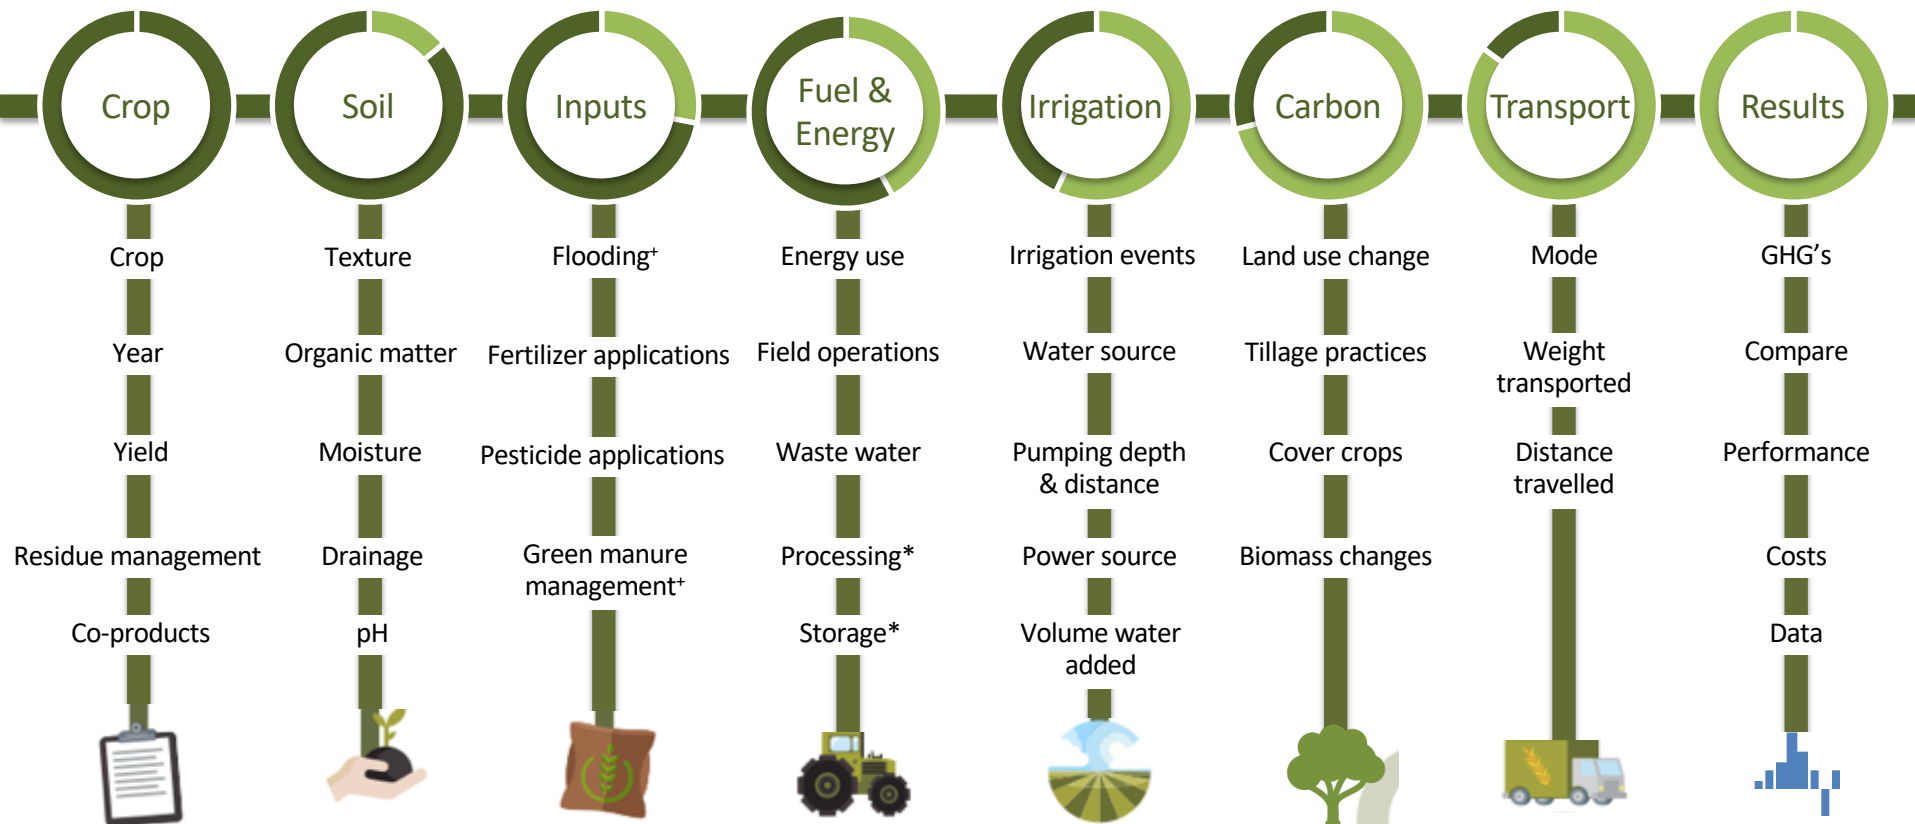 Crop
Soil
Inputs
Fuel &
Energy
Irrigation
Carbon
Transport
Results
Crop
Year
Yield
Residue management
Co-products
Texture
Organic matter
Moisture
Drainage
pH
Flooding⁺
Fertilizer applications
Pesticide applications
Green manure
management⁺
Energy use
Field operations
Waste water
Processing*
Storage*
Irrigation events
Water source
Pumping depth
& distance
Power source
Volume water
added
Land use change
Tillage practices
Cover crops
Biomass changes
Mode
Weight
transported
Distance
travelled
GHG’s
Compare
Performance
Costs
Data